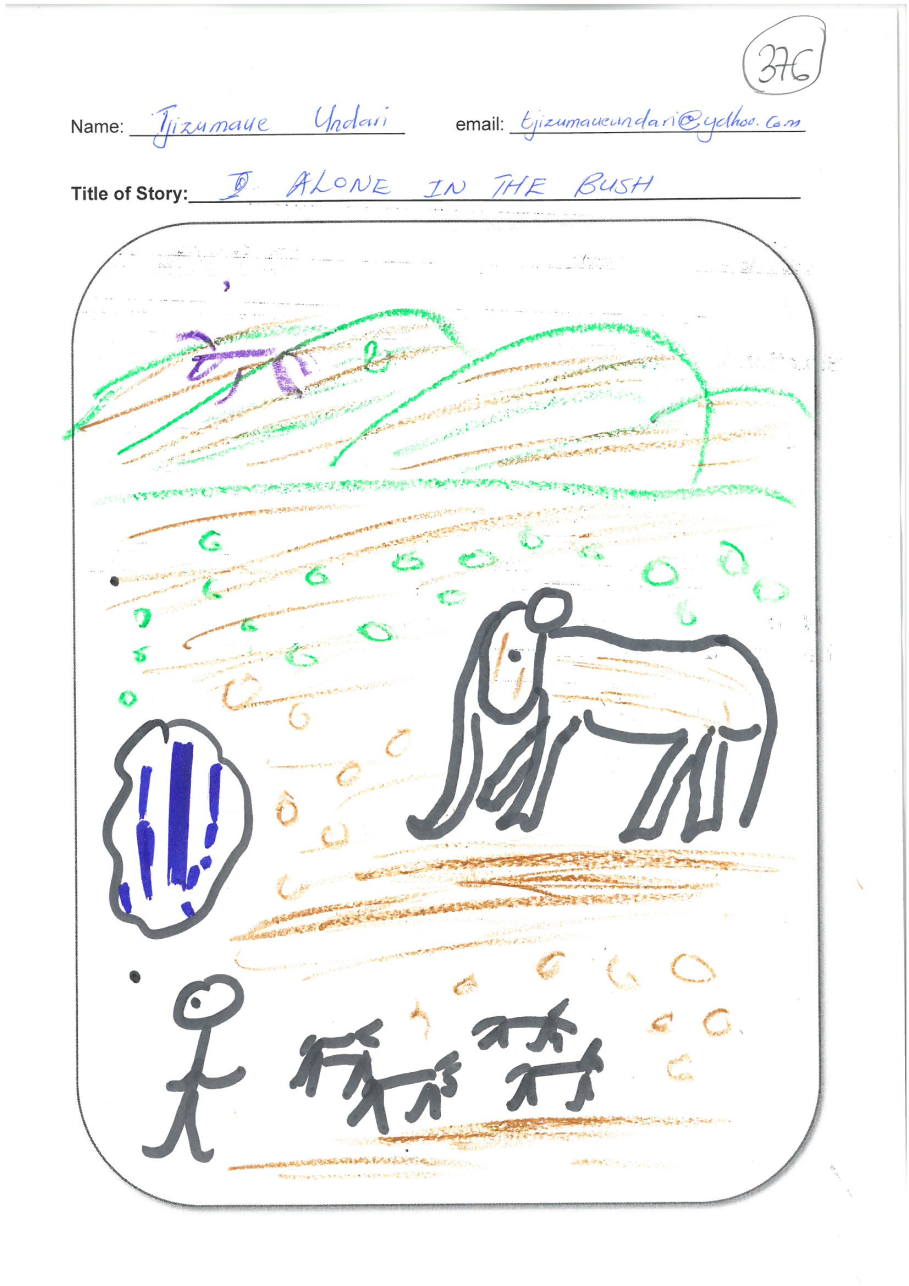 376
Name: Tjizumaue Undari email: tjizumaueundari@yahoo.com
Title of Story: I ALONE IN THE BUSH